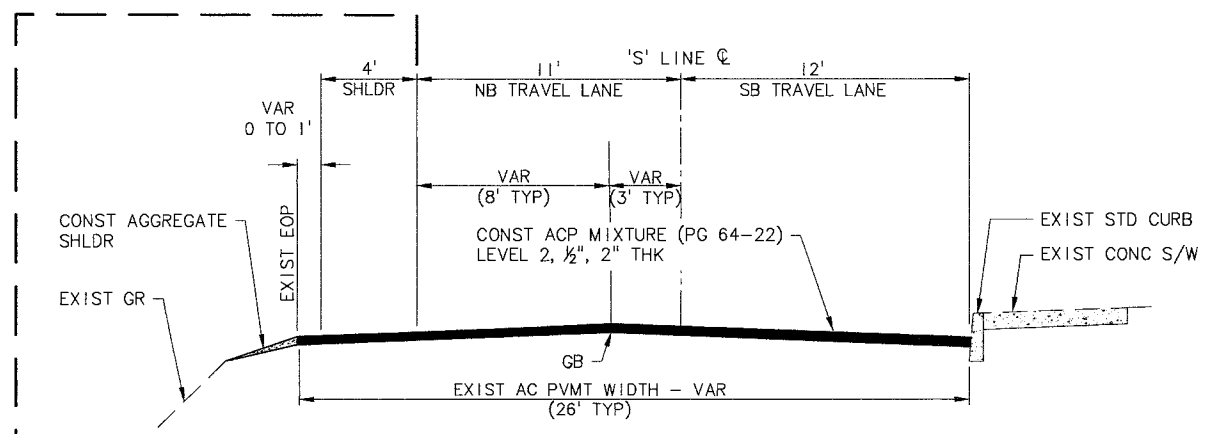 'S' LINE ℄
4'
SHLDR
11'
NB TRAVEL LANE
12'
SB TRAVEL LANE
VAR
0 TO 1'
VAR
(8' TYP)
VAR
(3' TYP)
CONST AGGREGATE
SHLDR
EXIST EOP
CONST ACP MIXTURE (PG 64-22)
LEVEL 2, ½", 2" THK
EXIST STD CURB
EXIST CONC S/W
EXIST GR
GB
EXIST AC PVMT WIDTH - VAR
(26' TYP)